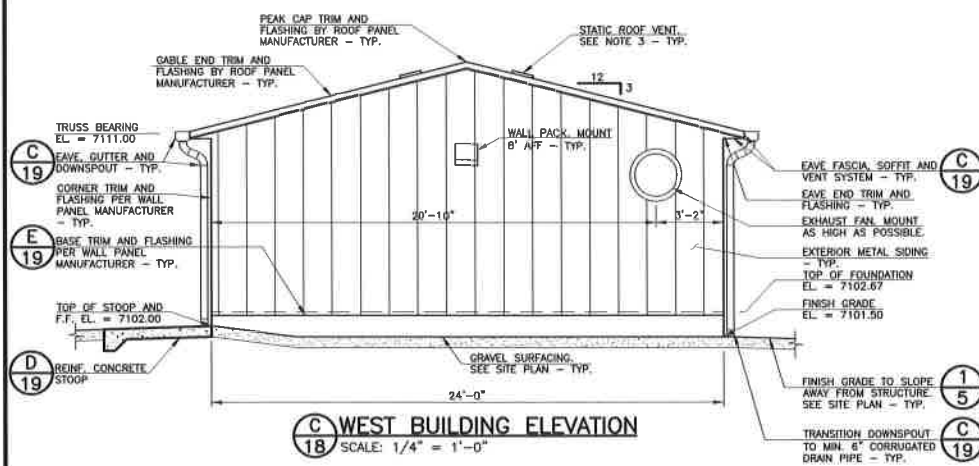 PEAK CAP TRIM AND
FLASHING BY ROOF PANEL
MANUFACTURER – TYP.
STATIC ROOF VENT.
SEE NOTE 3 – TYP.
GABLE END TRIM AND
FLASHING BY ROOF PANEL
MANUFACTURER – TYP.
12
3
TRUSS BEARING
EL. = 7111.00
C
19
EAVE, GUTTER AND
DOWNSPOUT – TYP.
CORNER TRIM AND
FLASHING PER WALL
PANEL MANUFACTURER
– TYP.
E
19
BASE TRIM AND FLASHING
PER WALL PANEL
MANUFACTURER – TYP.
TOP OF STOOP AND
F.F. EL. = 7102.00
D
19
REINF. CONCRETE
STOOP
WALL PACK. MOUNT
8' AFF – TYP.
20'-10"
3'-2"
EAVE FASCIA, SOFFIT AND
VENT SYSTEM – TYP.
C
19
EAVE END TRIM AND
FLASHING – TYP.
EXHAUST FAN. MOUNT
AS HIGH AS POSSIBLE.
EXTERIOR METAL SIDING
– TYP.
TOP OF FOUNDATION
EL. = 7102.67
FINISH GRADE
EL. = 7101.50
GRAVEL SURFACING.
SEE SITE PLAN – TYP.
24'-0"
FINISH GRADE TO SLOPE
AWAY FROM STRUCTURE.
SEE SITE PLAN – TYP.
1
5
TRANSITION DOWNSPOUT
TO MIN. 6" CORRUGATED
DRAIN PIPE – TYP.
C
19
C
18
WEST BUILDING ELEVATION
SCALE: 1/4" = 1'-0"